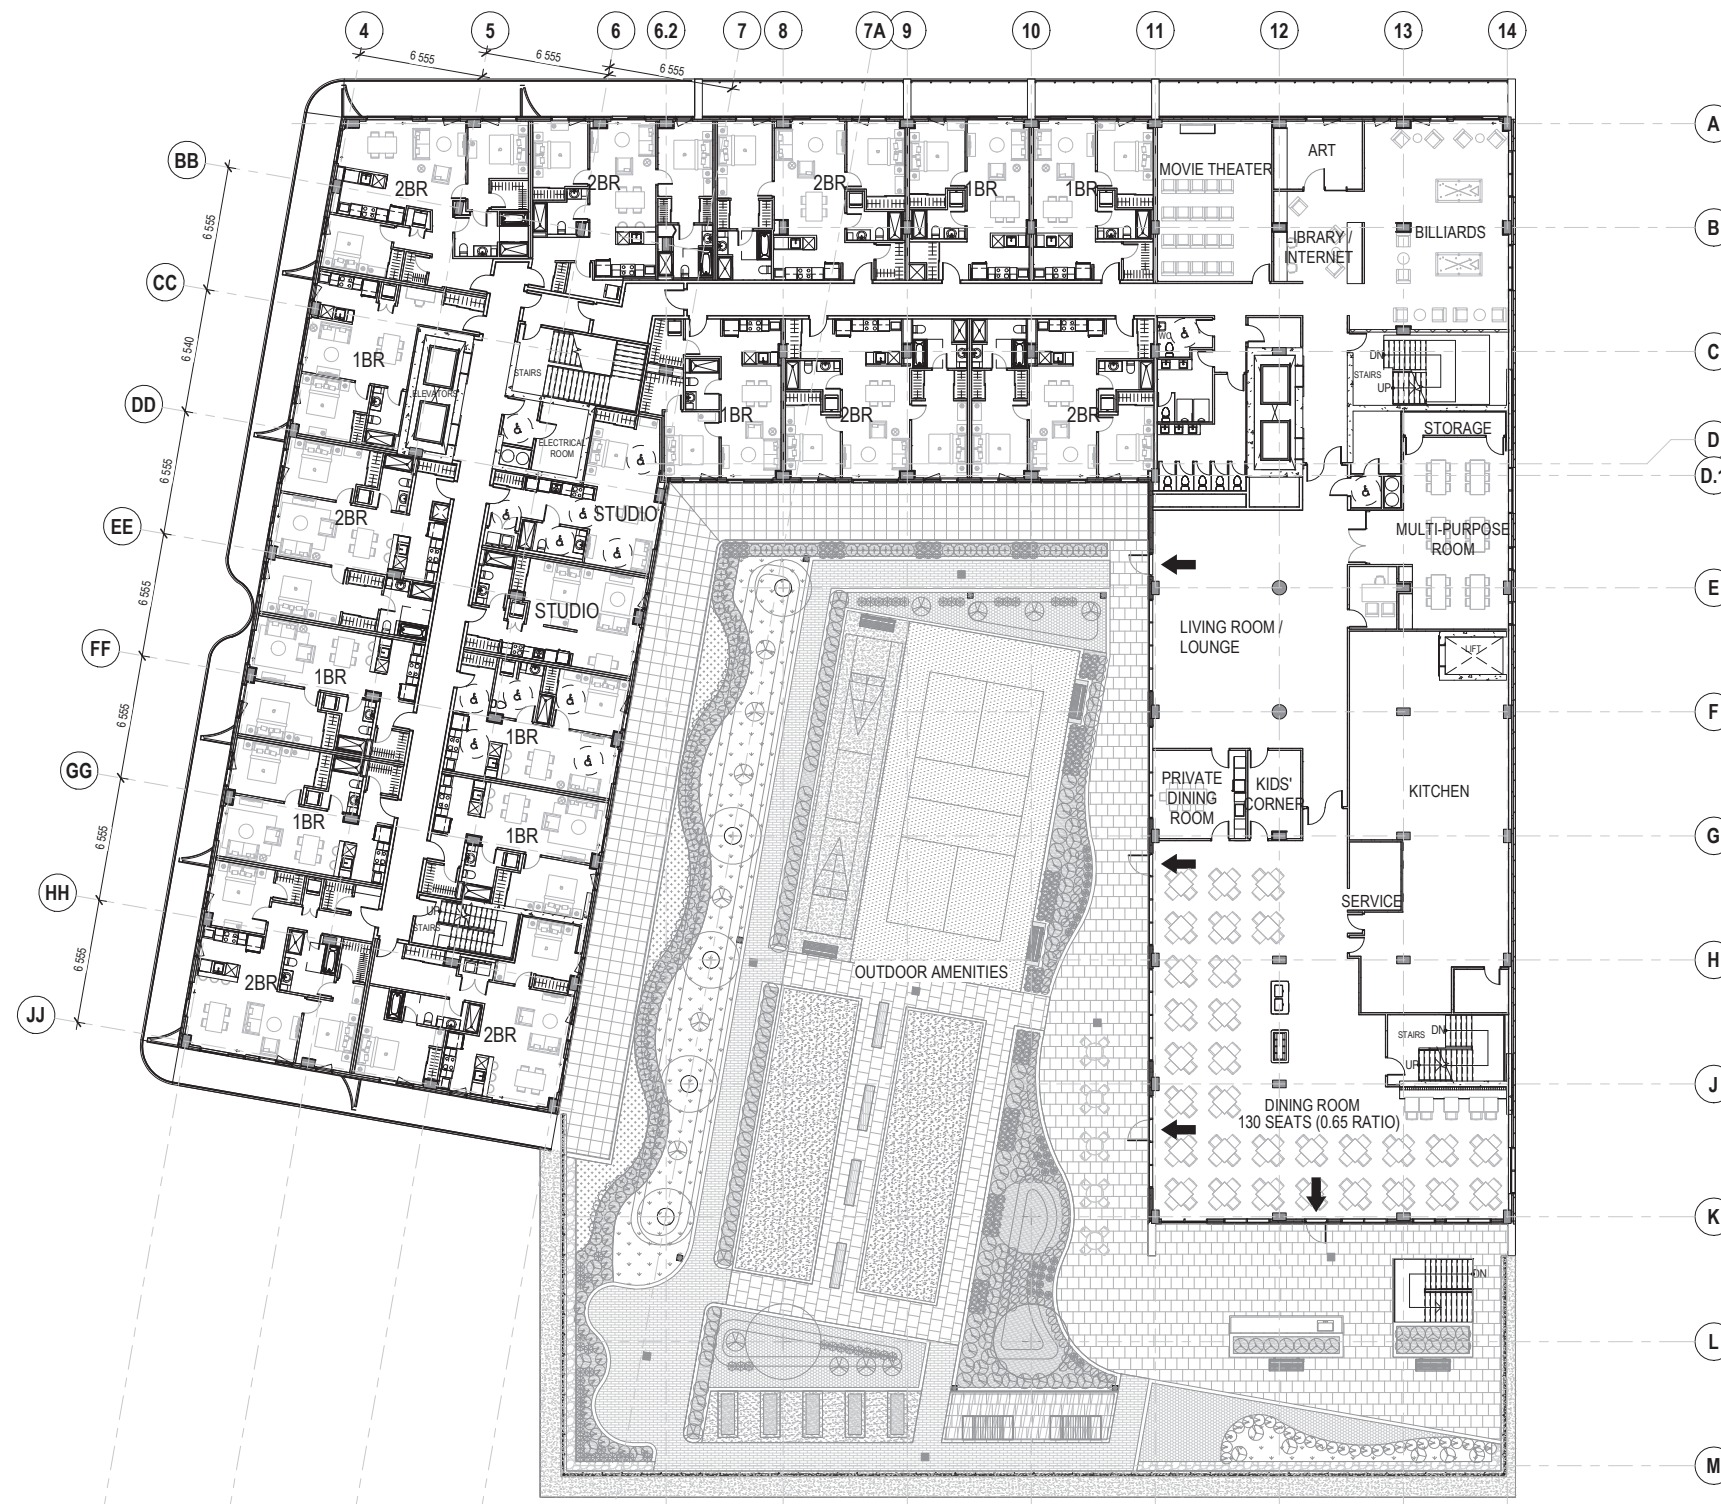 4 5 6 6.2 7 8 7A 9 10 11 12 13 14
6 555 6 555 6 555
A
BB
ART
MOVIE THEATER
2BR 2BR 2BR 1BR 1BR
6 555
B
LIBRARY /
INTERNET
BILLIARDS
CC
6 540
1BR
ELEVATORS
STAIRS
WC
C
DN
STAIRS
UP
DD
1BR 2BR 2BR
STORAGE
D
ELECTRICAL
ROOM
6 555
D.1
STUDIO
2BR
EE
MULTI-PURPOSE
ROOM
6 555
STUDIO
E
LIVING ROOM /
LOUNGE
FF
LIFT
1BR
6 555
F
1BR
GG
PRIVATE
DINING
ROOM
KIDS'
CORNER
KITCHEN
1BR
1BR
6 555
G
HH
SERVICE
UP
STAIRS
6 555
H
OUTDOOR AMENITIES
2BR
JJ
2BR
STAIRS
DN
UP
J
DINING ROOM
130 SEATS (0.65 RATIO)
K
DN
L
M